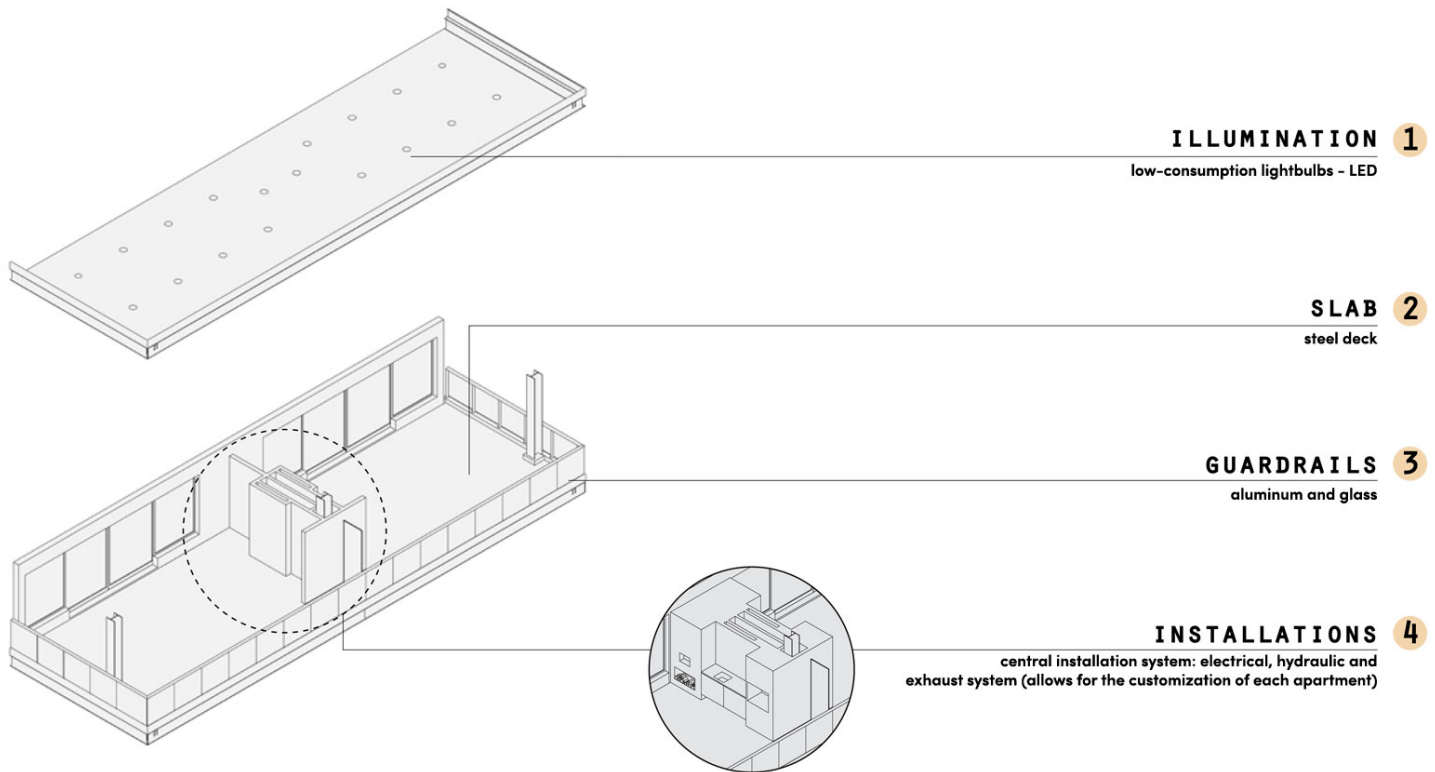 ILLUMINATION 1
low-consumption lightbulbs - LED
SLAB 2
steel deck
GUARDRAILS 3
aluminum and glass
INSTALLATIONS 4
central installation system: electrical, hydraulic and
exhaust system (allows for the customization of each apartment)